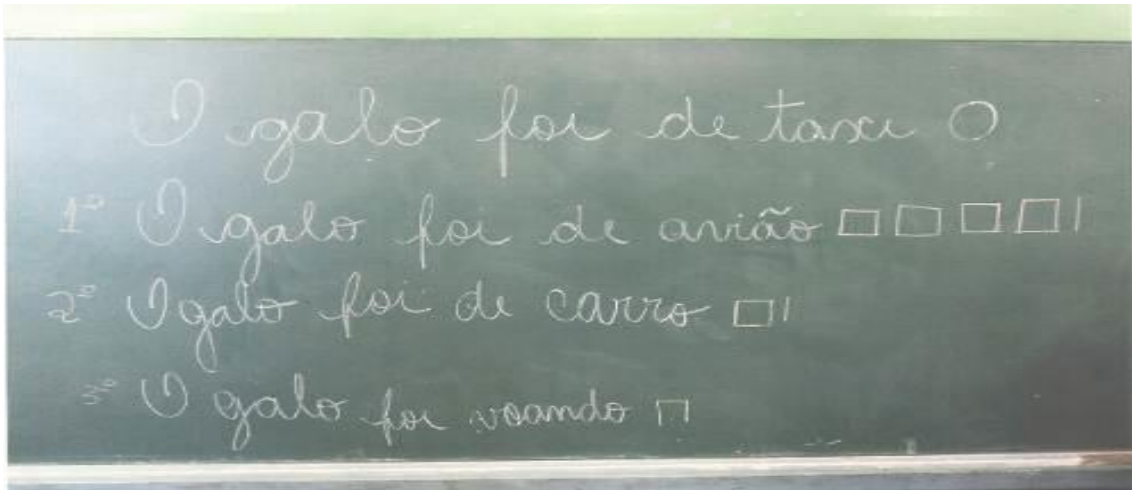 O galo foi de taxi O
1º O galo foi de avião □ □ □ □ |
2º O galo foi de carro □ ||
3º O galo foi voando ⊓